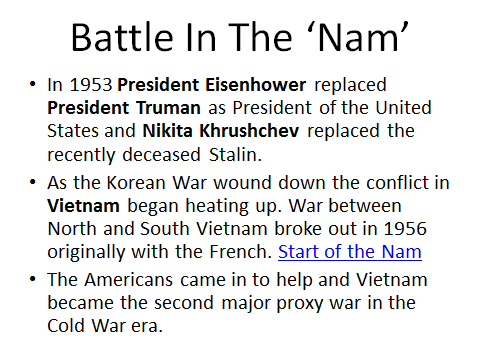 Battle In The ‘Nam’
• In 1953 President Eisenhower replaced
President Truman as President of the United
States and Nikita Khrushchev replaced the
recently deceased Stalin.
• As the Korean War wound down the conflict in
Vietnam began heating up. War between
North and South Vietnam broke out in 1956
originally with the French. Start of the Nam
• The Americans came in to help and Vietnam
became the second major proxy war in the
Cold War era.